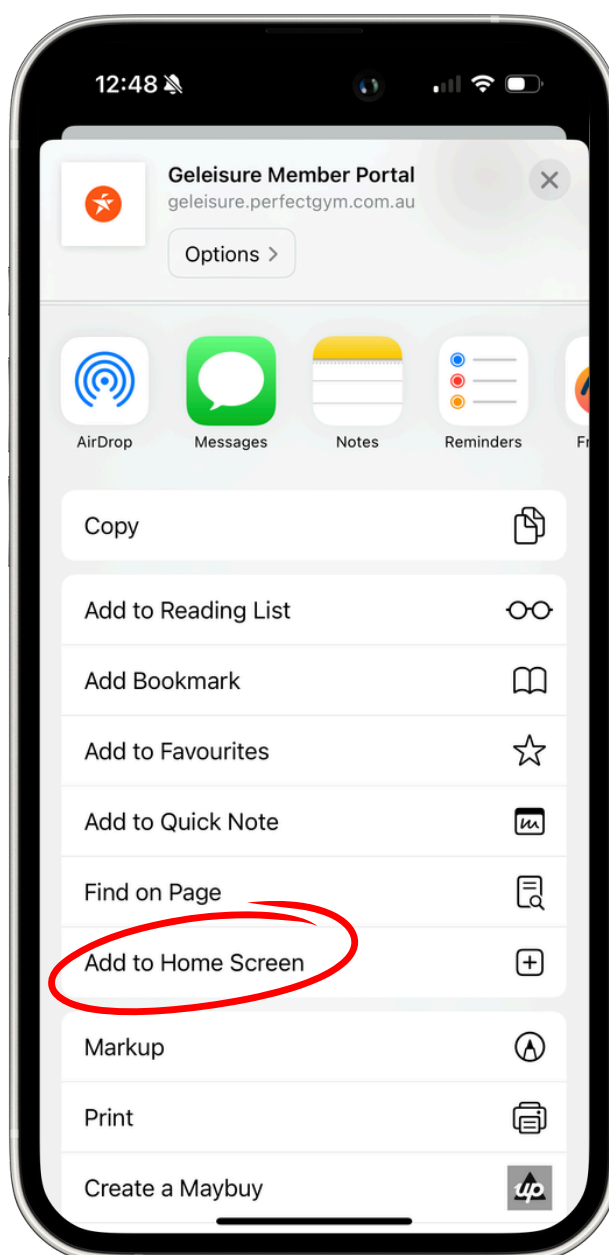 12:48
Geleisure Member Portal
geleisure.perfectgym.com.au
Options
AirDrop
Messages
Notes
Reminders
Copy
Add to Reading List
Add Bookmark
Add to Favourites
Add to Quick Note
Find on Page
Add to Home Screen
Markup
Print
Create a Maybuy
up